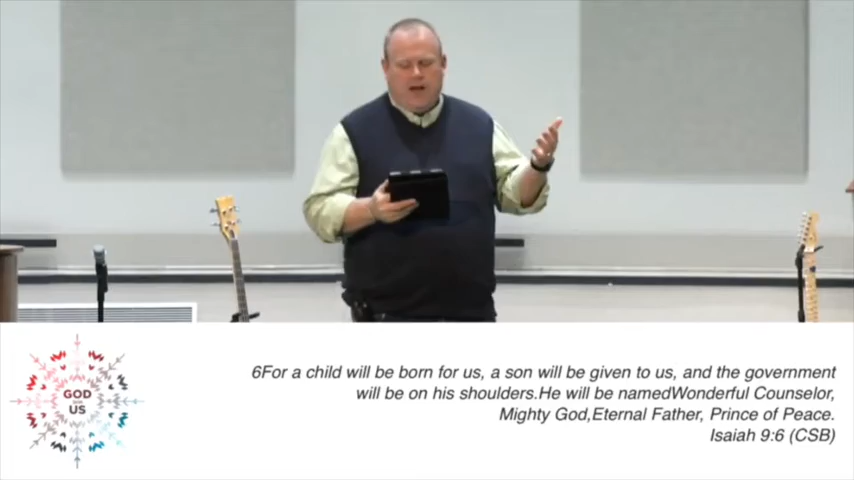 GOD
US
6For a child will be born for us, a son will be given to us, and the government
will be on his shoulders.He will be namedWonderful Counselor,
Mighty God,Eternal Father, Prince of Peace.
Isaiah 9:6 (CSB)